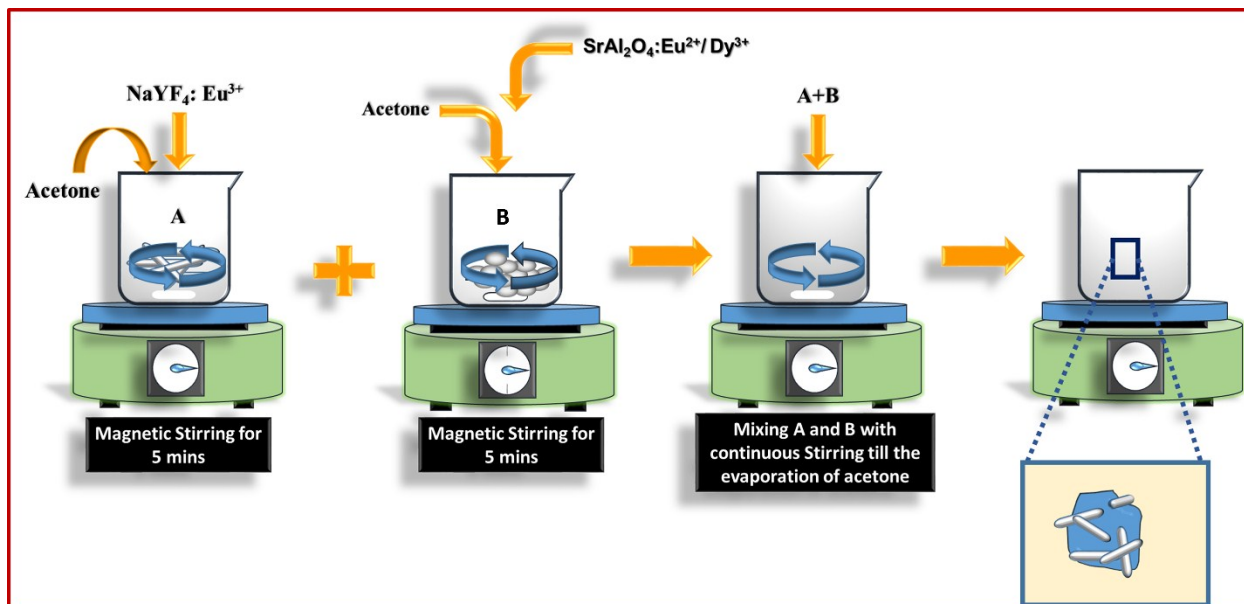 SrAl₂O₄:Eu²⁺/ Dy³⁺
NaYF₄: Eu³⁺
Acetone
A+B
Acetone
A
B
Magnetic Stirring for
5 mins
Magnetic Stirring for
5 mins
Mixing A and B with
continuous Stirring till the
evaporation of acetone